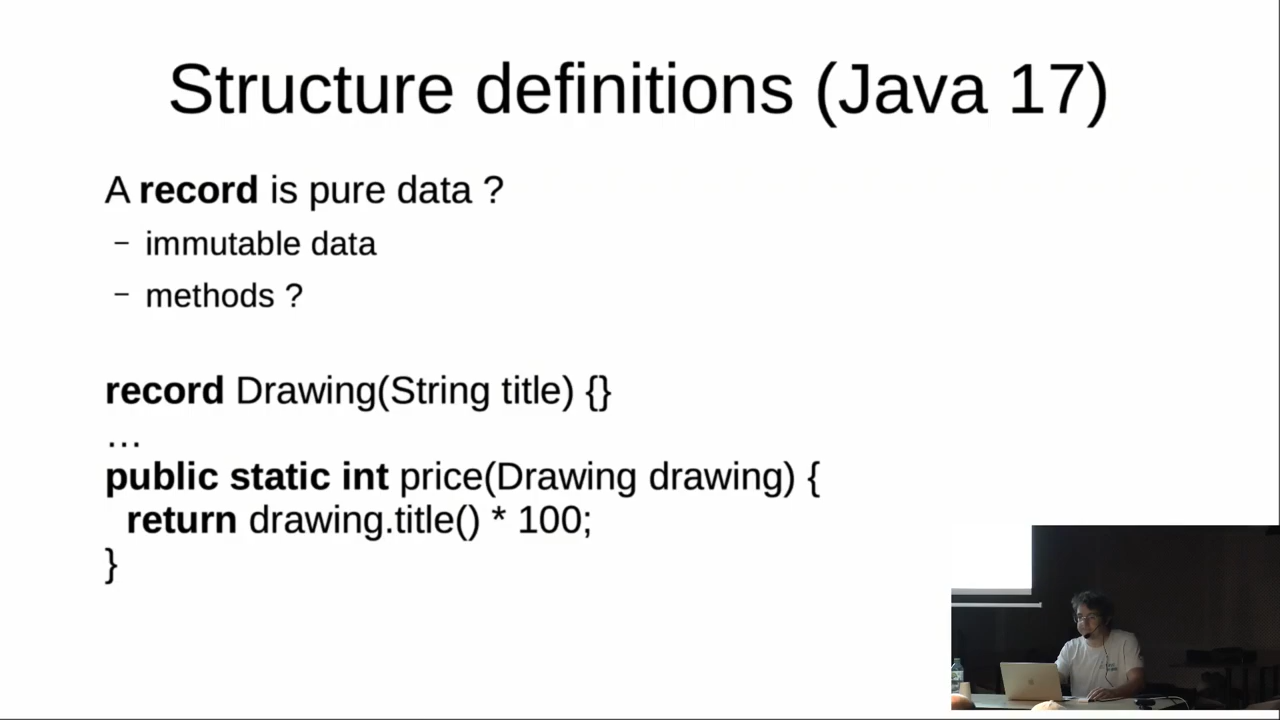 Structure definitions (Java 17)
A record is pure data ?
– immutable data
– methods ?
record Drawing(String title) {}
…
public static int price(Drawing drawing) {
return drawing.title() * 100;
}